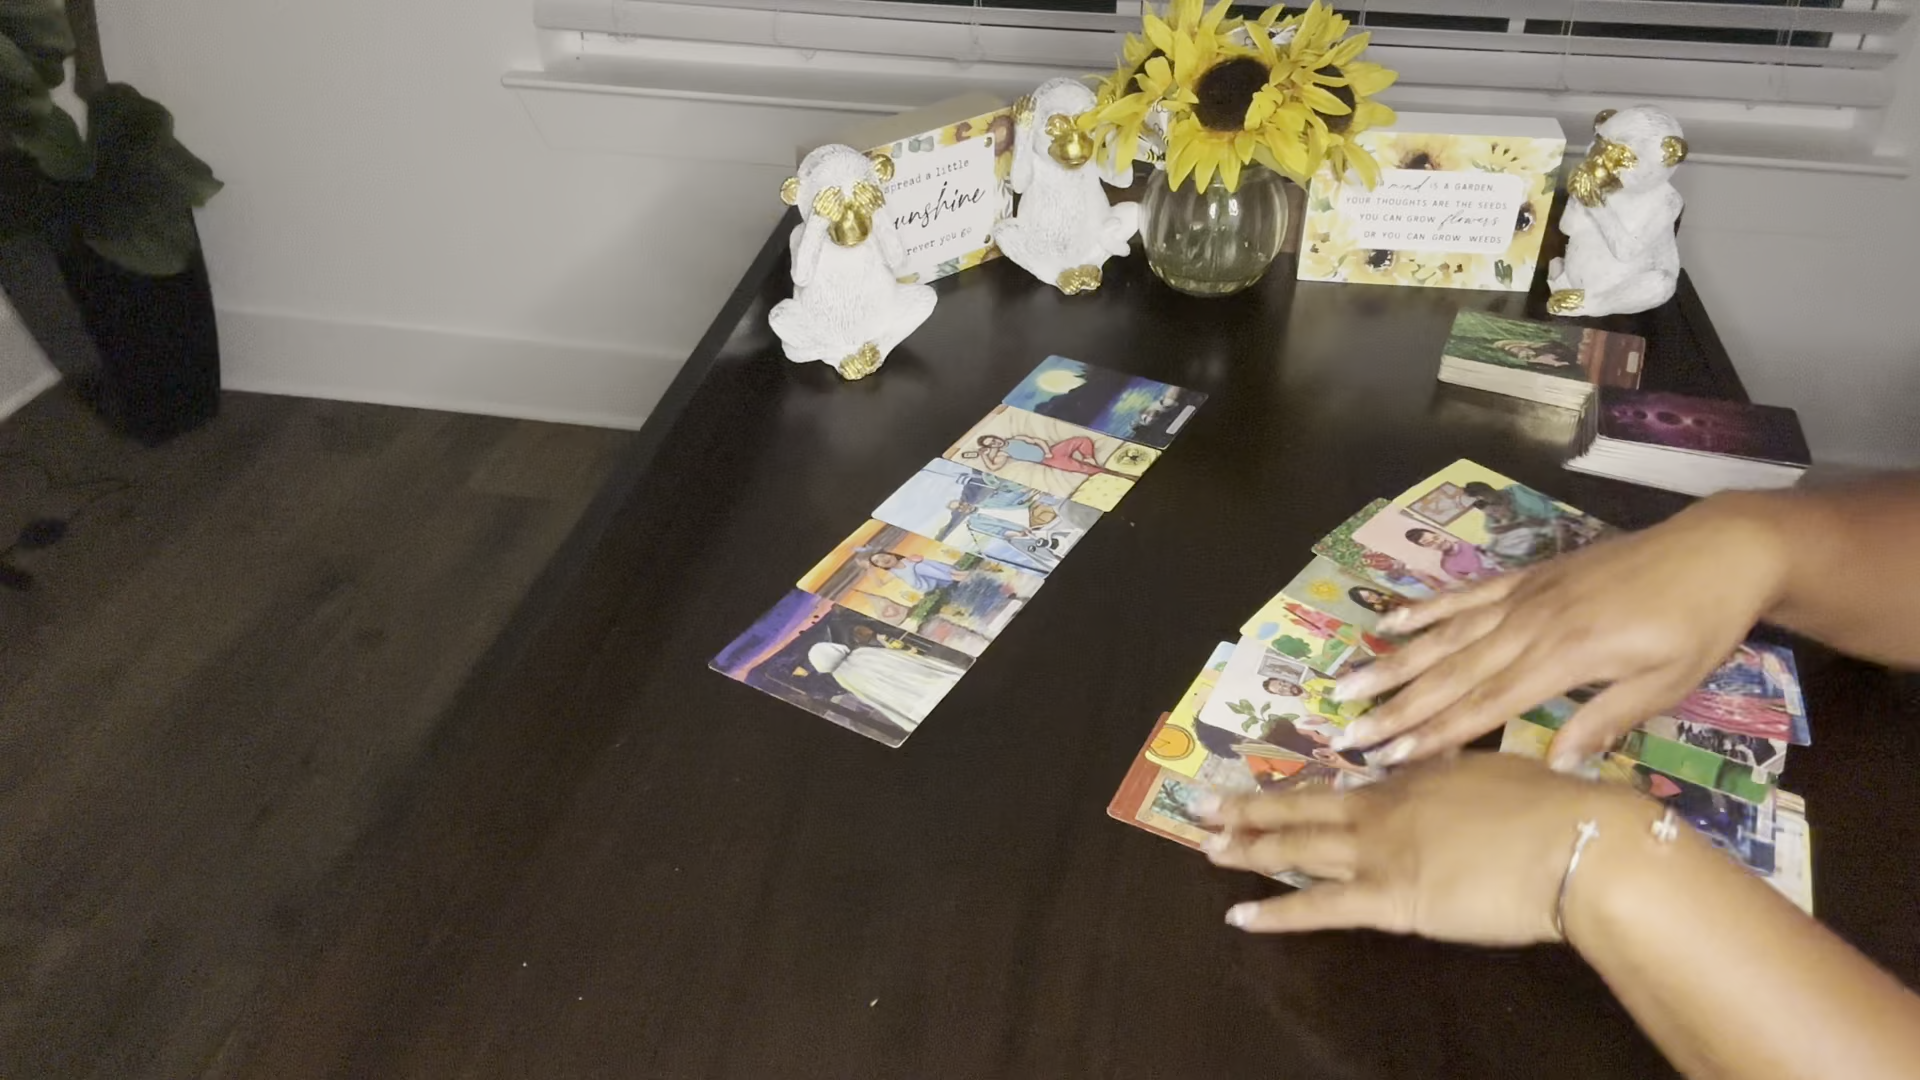 spread a little
unshine
rever you go
mind IS A GARDEN,
YOUR THOUGHTS ARE THE SEEDS
YOU CAN GROW flowers
OR YOU CAN GROW WEEDS